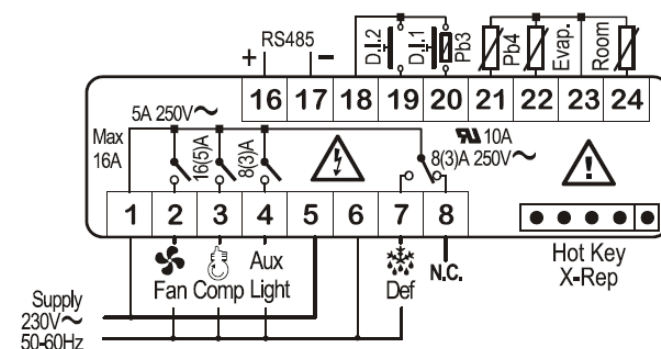 RS485
+ −
D.I.2
D.I.1
Pb3
Pb4
Evap.
Room
16 17 18 19 20 21 22 23 24
5A 250V~
Max
16A
16(5)A
8(3)A
10A
8(3)A 250V~
1 2 3 4 5 6 7 8
Fan Comp
Aux
Light
Def
N.C.
Hot Key
X-Rep
Supply
230V~
50-60Hz